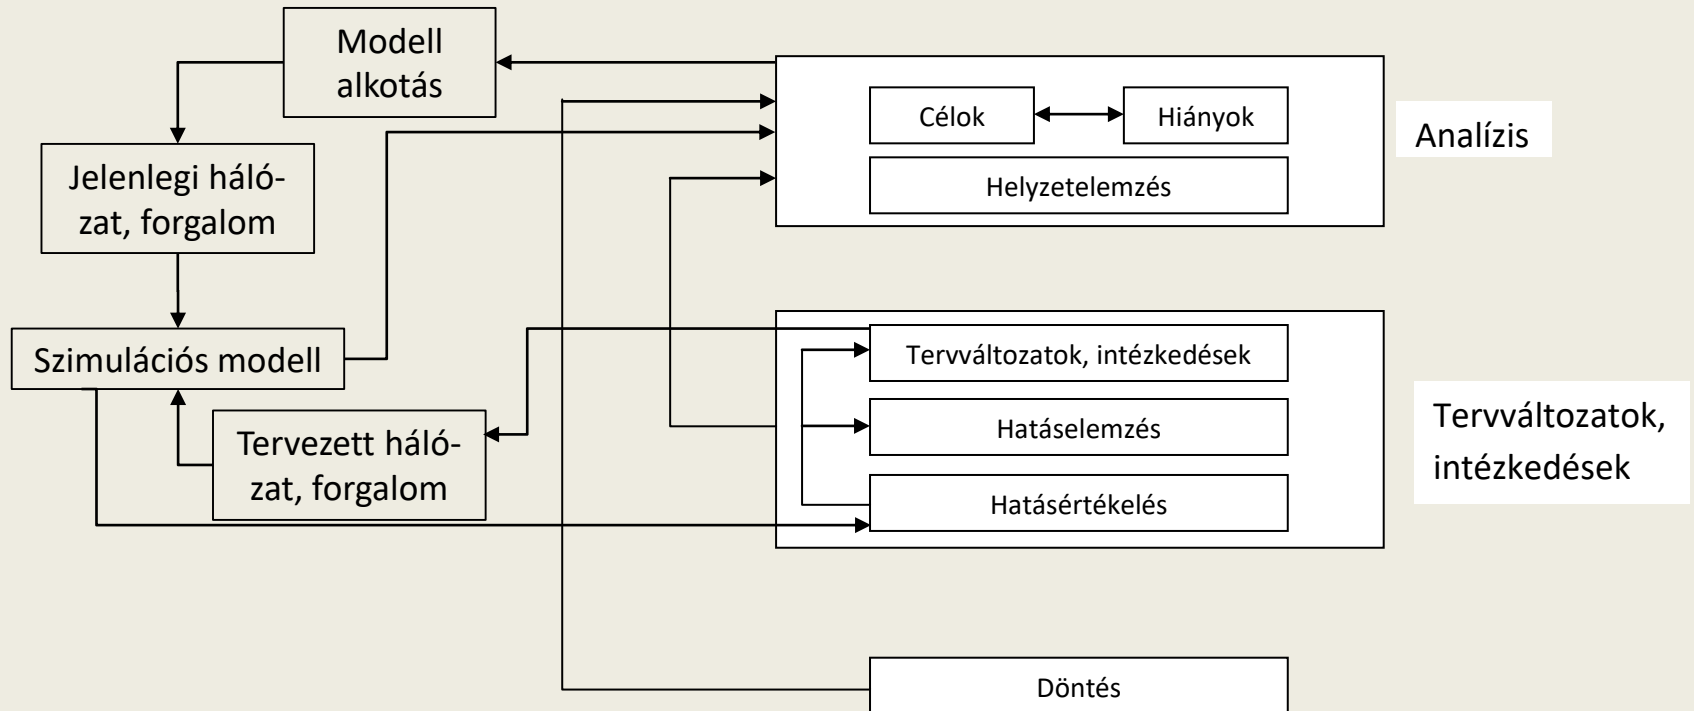 Modell
alkotás
Célok
Hiányok
Analízis
Jelenlegi háló-
zat, forgalom
Helyzetelemzés
Szimulációs modell
Tervváltozatok, intézkedések
Tervezett háló-
zat, forgalom
Hatáselemzés
Tervváltozatok,
intézkedések
Hatásértékelés
Döntés